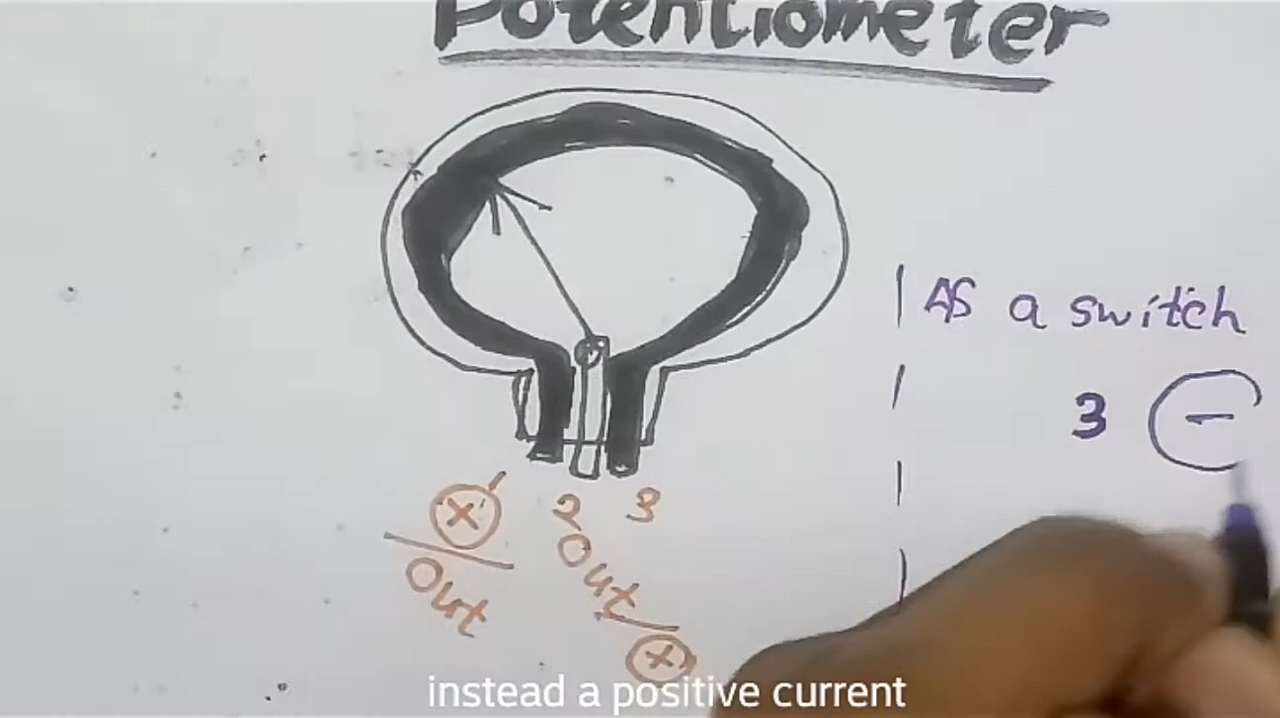 Potentiometer
As a switch
3 −
1 2 3
+
Out
Out
+
instead a positive current